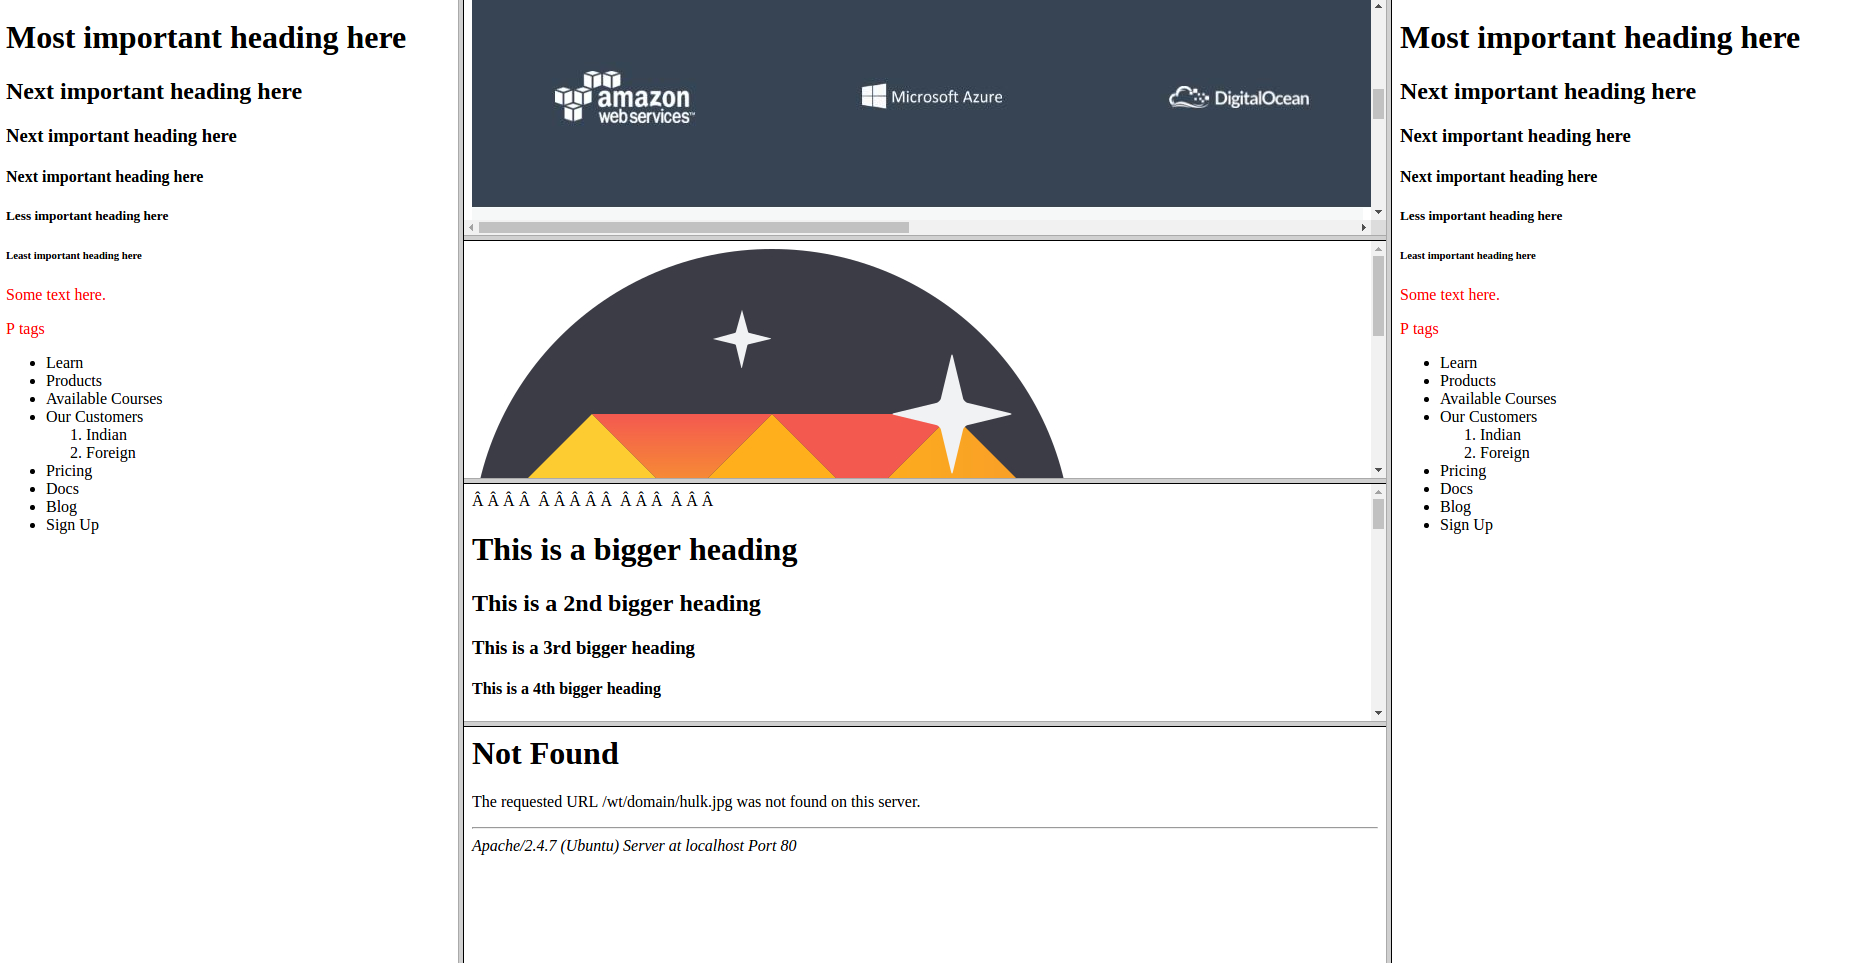 Most important heading here
Next important heading here
Next important heading here
Next important heading here
Less important heading here
Least important heading here
Some text here.
P tags
Learn
Products
Available Courses
Our Customers
1. Indian
2. Foreign
Pricing
Docs
Blog
Sign Up
amazon
web services™
Microsoft Azure
DigitalOcean
Â Â Â Â  Â Â Â Â Â  Â Â Â  Â Â Â
This is a bigger heading
This is a 2nd bigger heading
This is a 3rd bigger heading
This is a 4th bigger heading
Not Found
The requested URL /wt/domain/hulk.jpg was not found on this server.
Apache/2.4.7 (Ubuntu) Server at localhost Port 80
Most important heading here
Next important heading here
Next important heading here
Next important heading here
Less important heading here
Least important heading here
Some text here.
P tags
Learn
Products
Available Courses
Our Customers
1. Indian
2. Foreign
Pricing
Docs
Blog
Sign Up